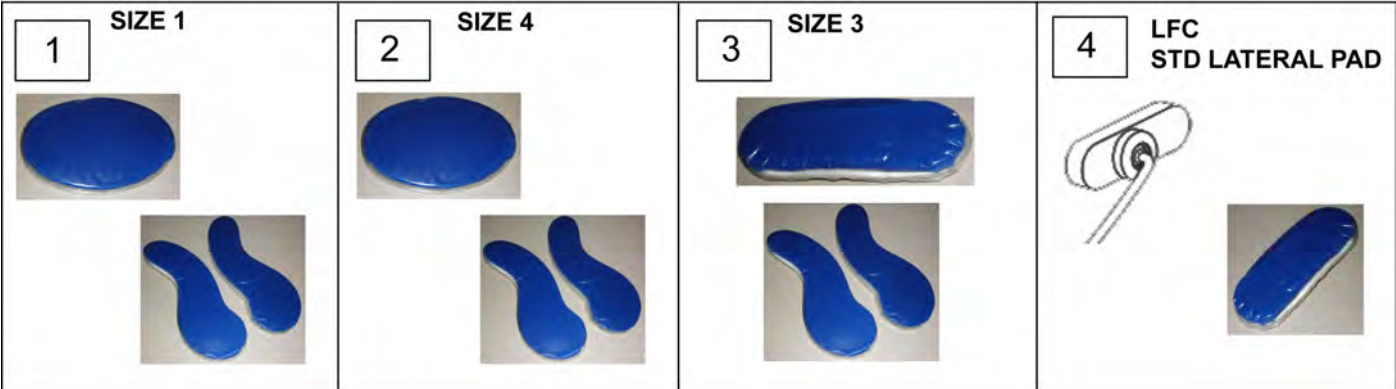 1
SIZE 1
2
SIZE 4
3
SIZE 3
4
LFC
STD LATERAL PAD